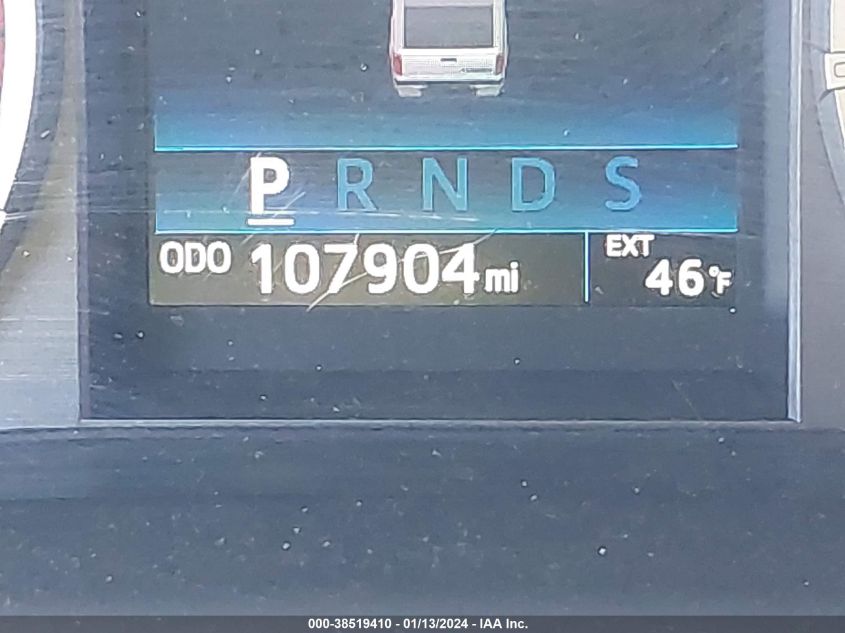 P R N D S
ODO 107904 mi EXT 46°F
000-38519410 - 01/13/2024 - IAA Inc.